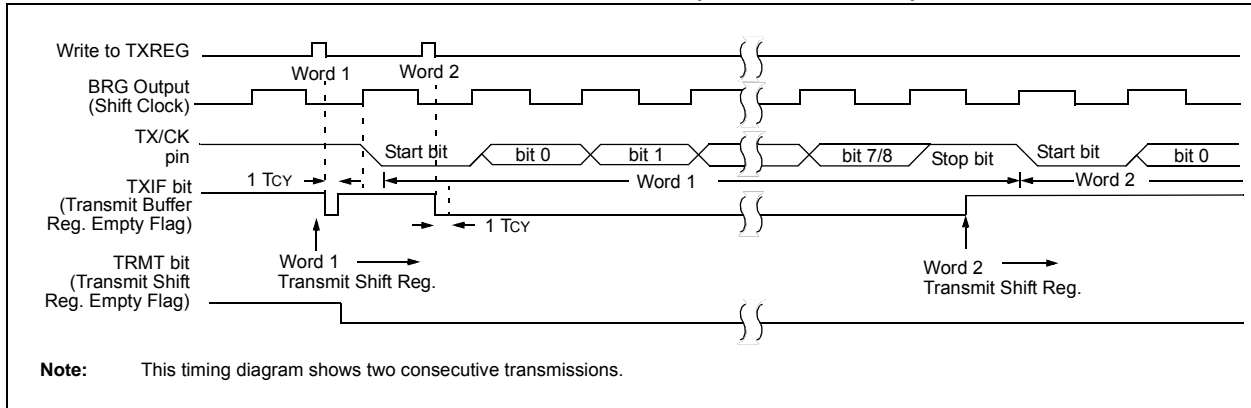 Write to TXREG
Word 1
Word 2
BRG Output
(Shift Clock)
TX/CK
pin
Start bit
bit 0
bit 1
bit 7/8
Stop bit
Start bit
bit 0
Word 1
Word 2
1 TCY
TXIF bit
(Transmit Buffer
Reg. Empty Flag)
1 TCY
Word 1
Transmit Shift Reg.
Word 2
Transmit Shift Reg.
TRMT bit
(Transmit Shift
Reg. Empty Flag)
Note: This timing diagram shows two consecutive transmissions.